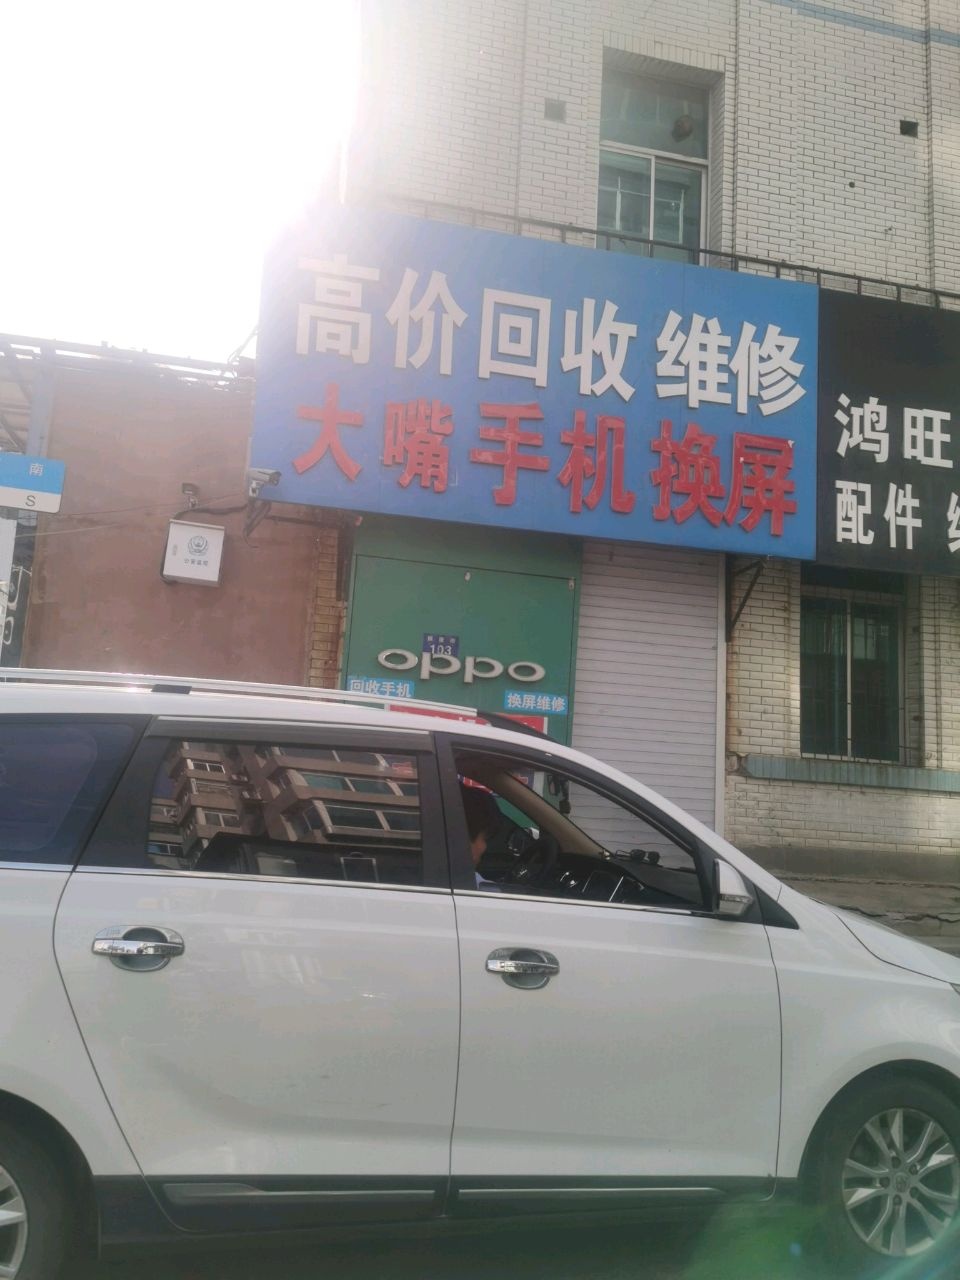 高价回收 维修
大嘴手机 换屏
鸿旺
配件
南
S
103
oppo
回收手机
换屏维修